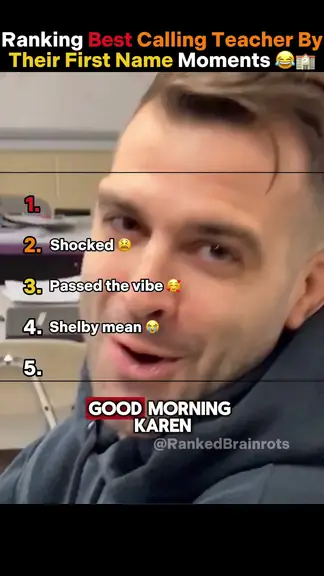 Ranking Best Calling Teacher By
Their First Name Moments 😂🏫
1.
2. Shocked 😫
3. Passed the vibe 🥰
4. Shelby mean 😭
5.
GOOD MORNING
KAREN
@RankedBrainrots